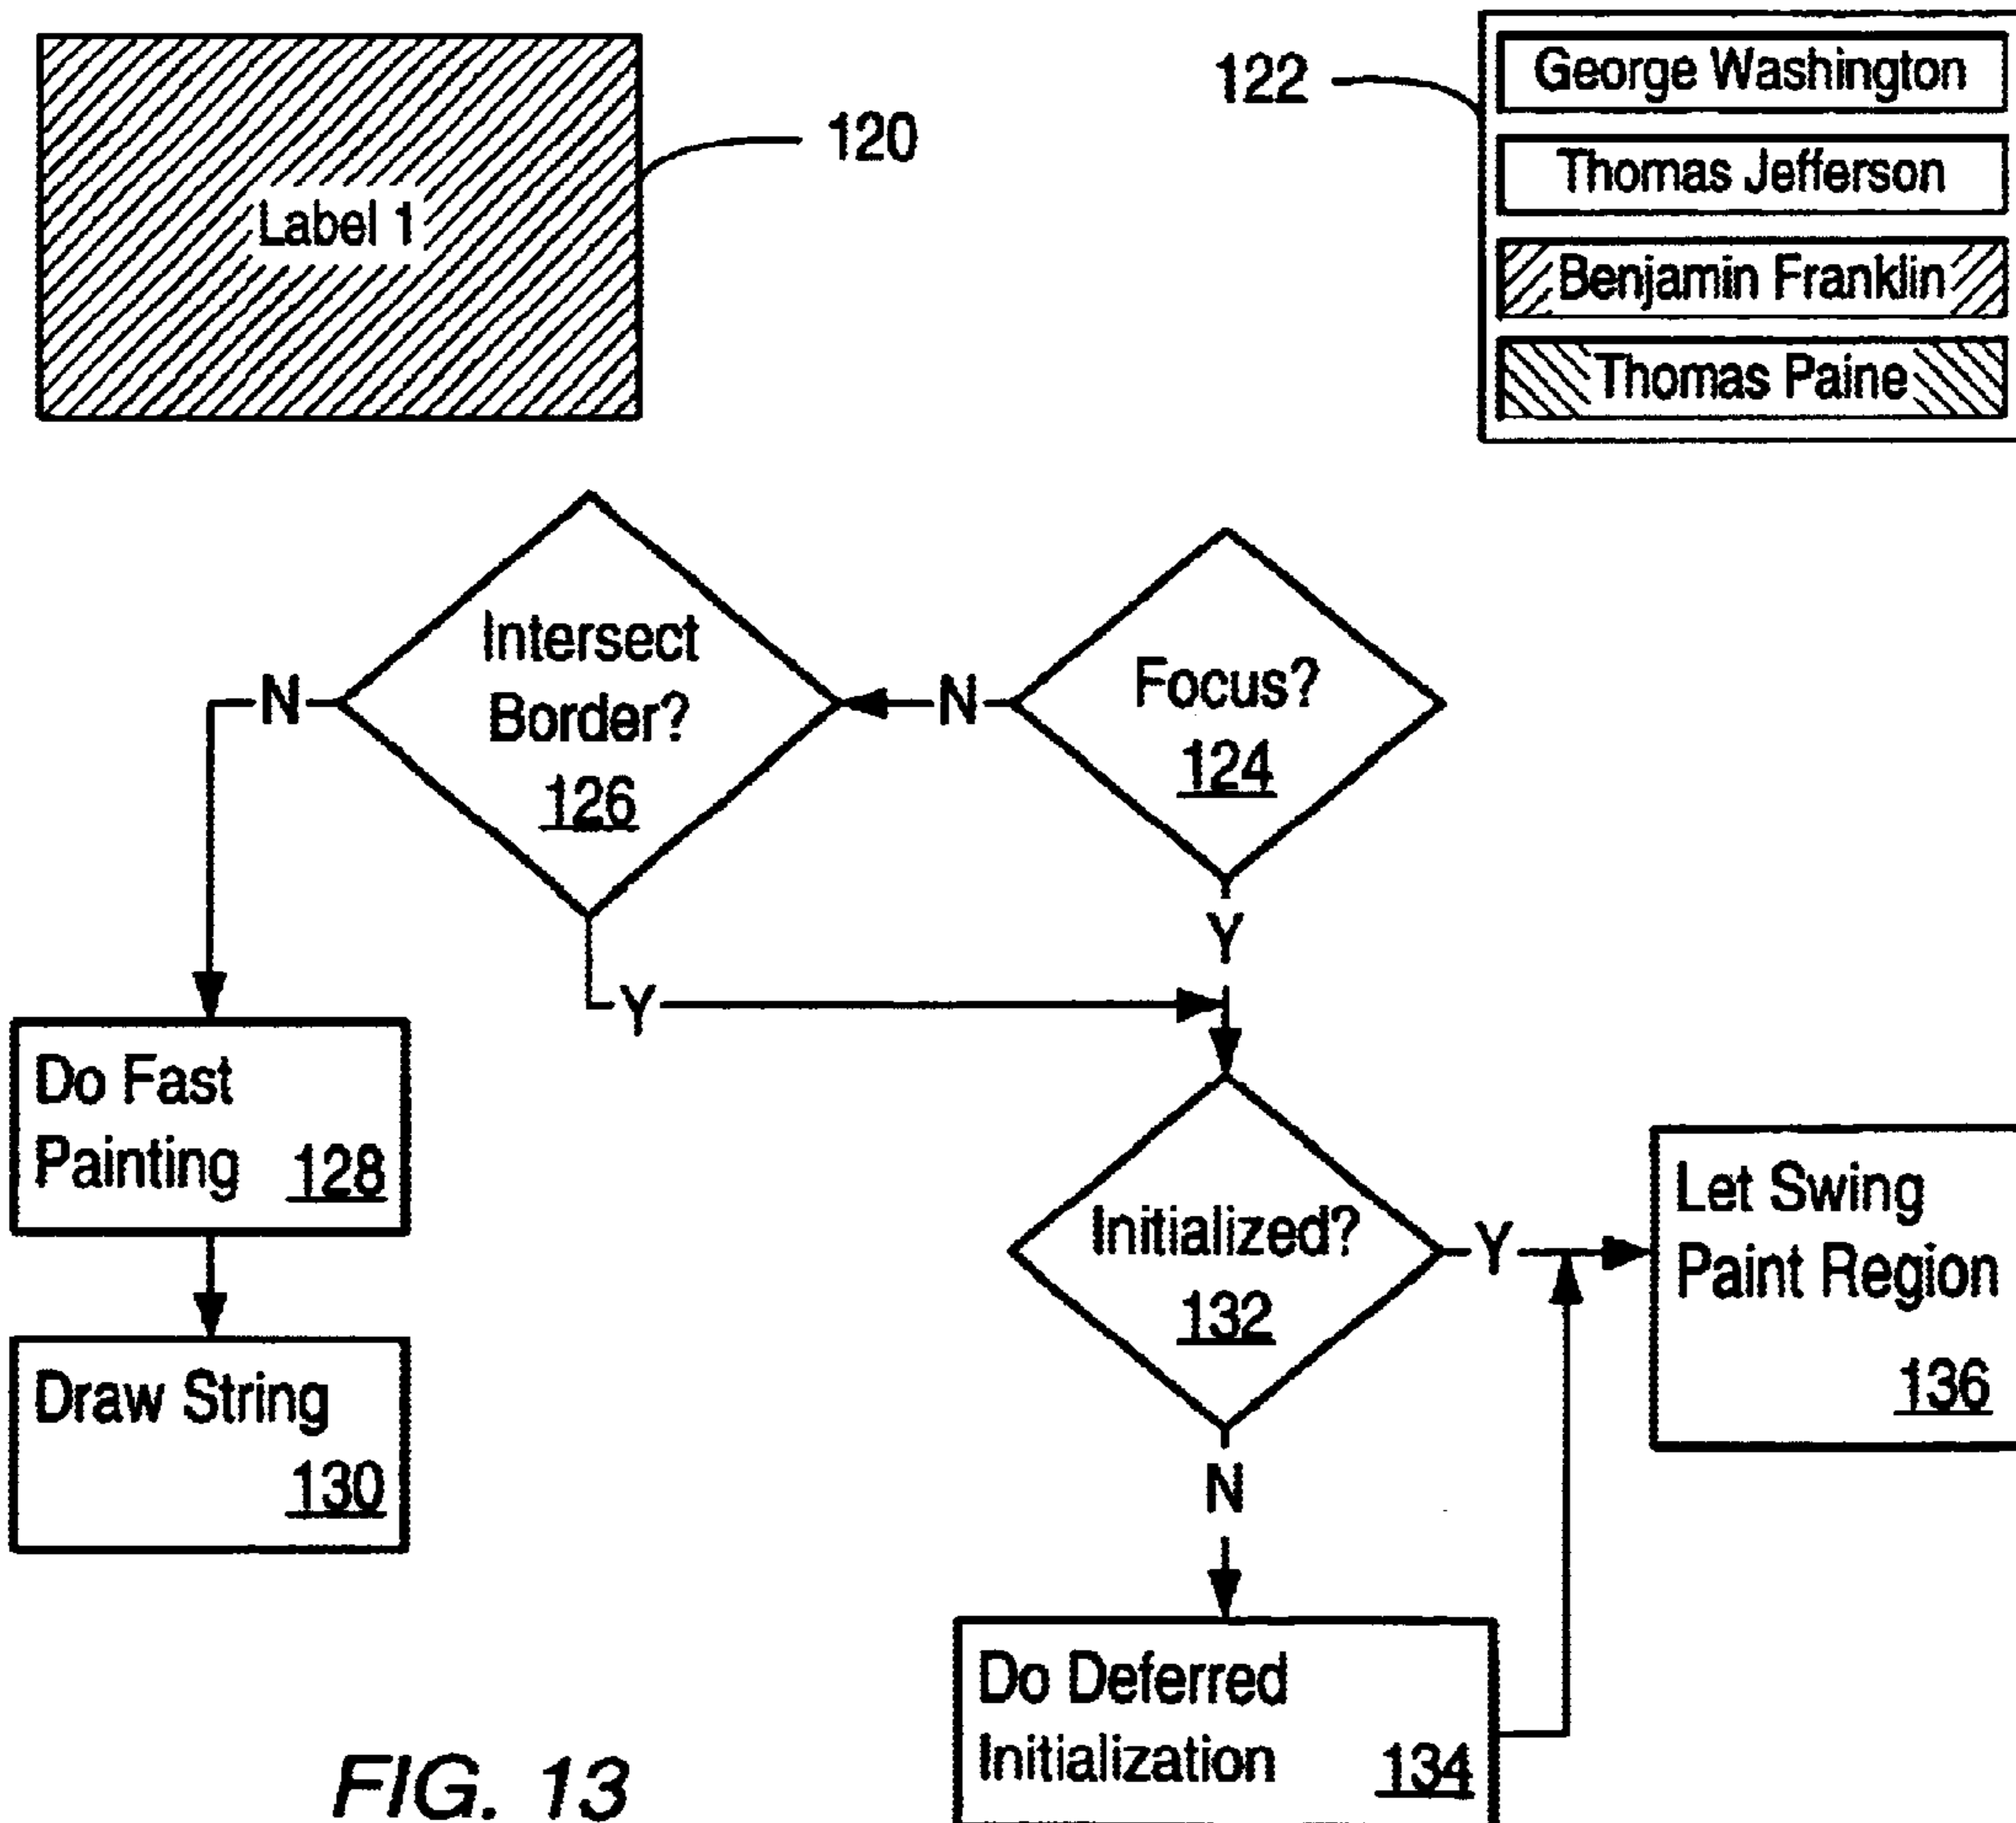 Label 1
120
122
George Washington
Thomas Jefferson
Benjamin Franklin
Thomas Paine
Intersect
Border?
126
Focus?
124
N
N
Y
Y
Do Fast
Painting 128
Draw String
130
Initialized?
132
Y
N
Let Swing
Paint Region
136
Do Deferred
Initialization 134
FIG. 13